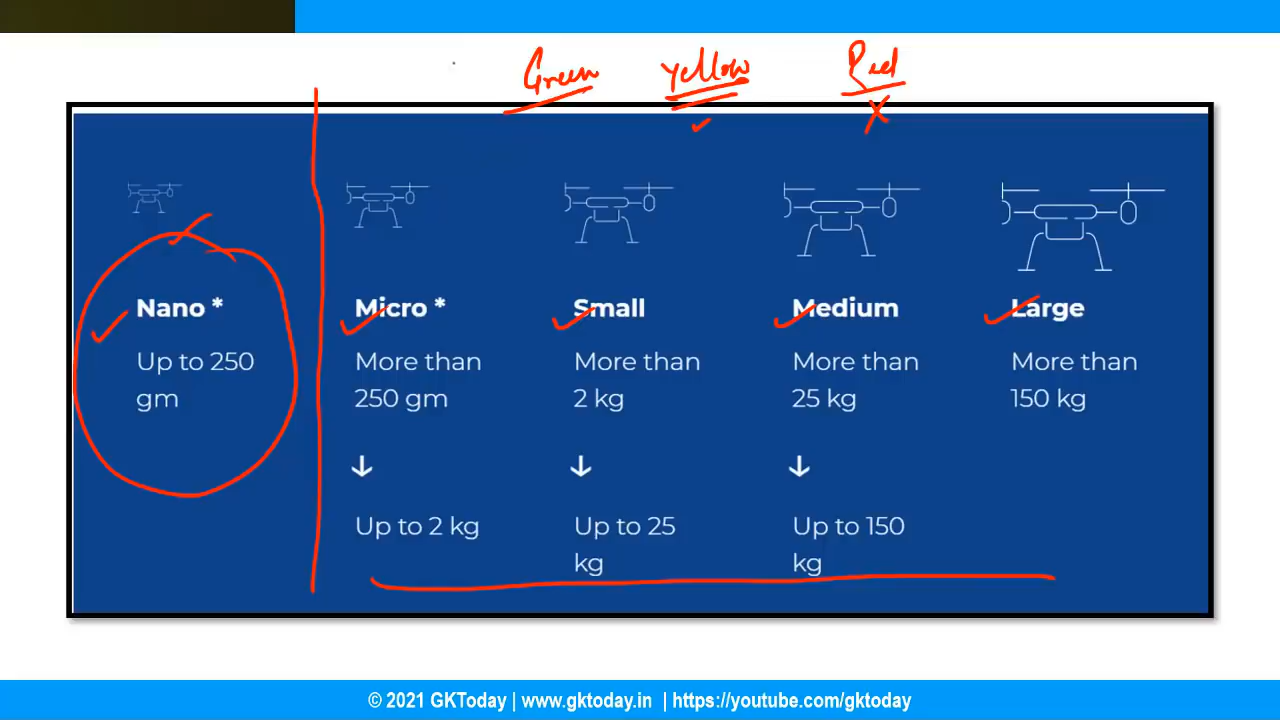 Green yellow Red
Nano *
Up to 250
gm
Micro *
More than
250 gm
Up to 2 kg
Small
More than
2 kg
Up to 25
kg
Medium
More than
25 kg
Up to 150
kg
Large
More than
150 kg
© 2021 GKToday | www.gktoday.in | https://youtube.com/gktoday